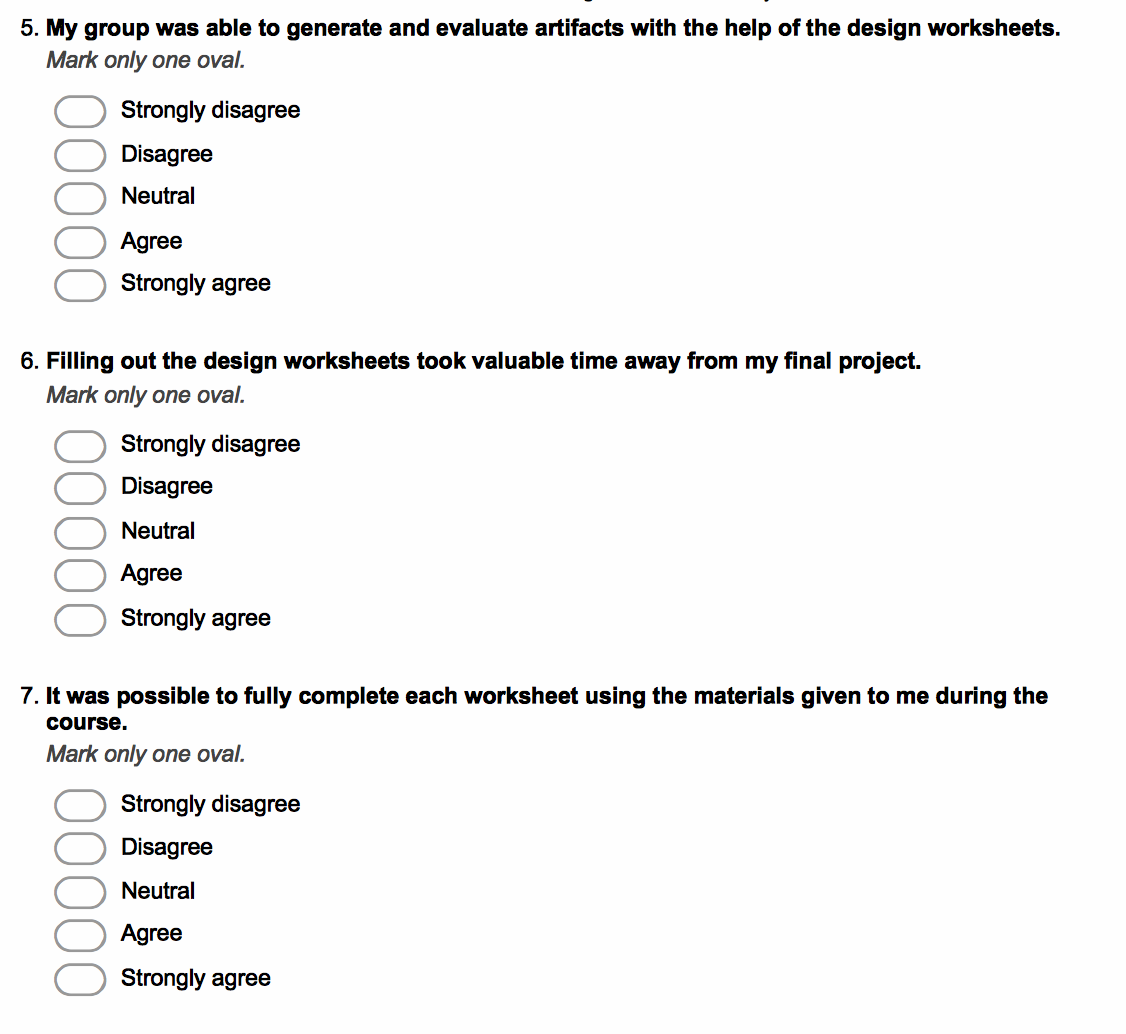 5. My group was able to generate and evaluate artifacts with the help of the design worksheets.
Mark only one oval.
Strongly disagree
Disagree
Neutral
Agree
Strongly agree
6. Filling out the design worksheets took valuable time away from my final project.
Mark only one oval.
Strongly disagree
Disagree
Neutral
Agree
Strongly agree
7. It was possible to fully complete each worksheet using the materials given to me during the
course.
Mark only one oval.
Strongly disagree
Disagree
Neutral
Agree
Strongly agree